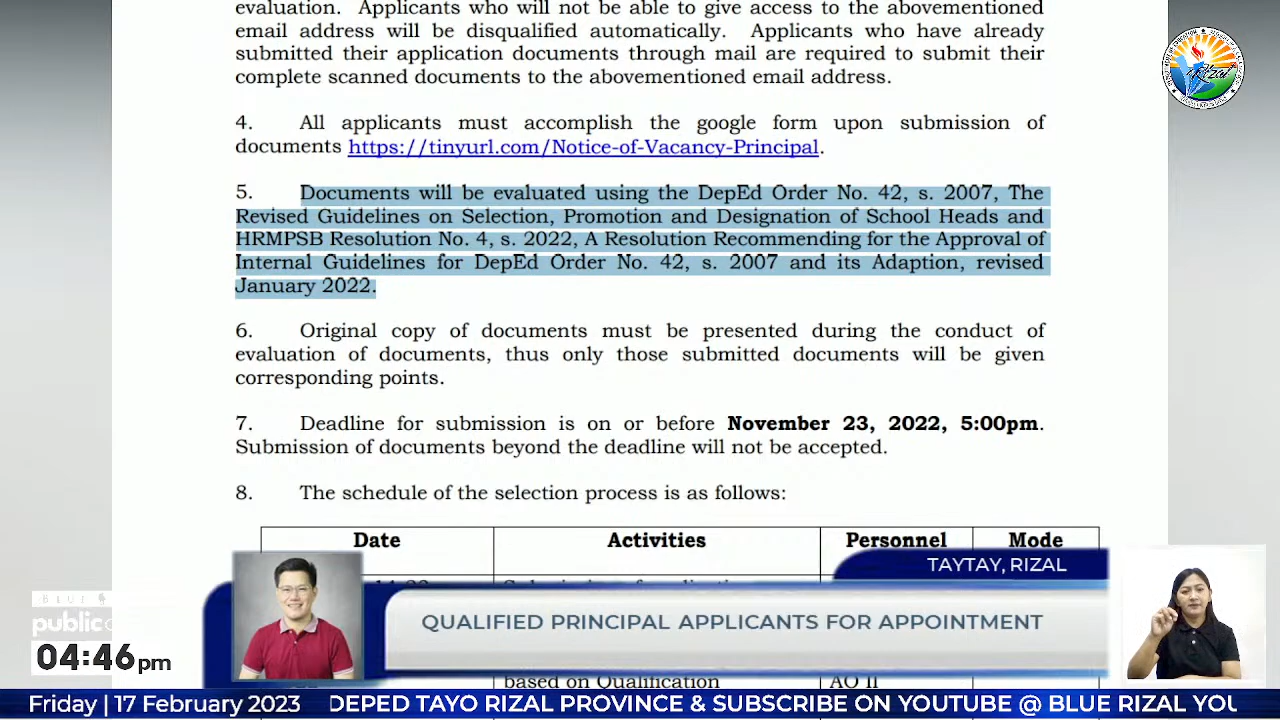 evaluation. Applicants who will not be able to give access to the abovementioned
email address will be disqualified automatically. Applicants who have already
submitted their application documents through mail are required to submit their
complete scanned documents to the abovementioned email address.
4. All applicants must accomplish the google form upon submission of
documents https://tinyurl.com/Notice-of-Vacancy-Principal.
5. Documents will be evaluated using the DepEd Order No. 42, s. 2007, The
Revised Guidelines on Selection, Promotion and Designation of School Heads and
HRMPSB Resolution No. 4, s. 2022, A Resolution Recommending for the Approval of
Internal Guidelines for DepEd Order No. 42, s. 2007 and its Adaption, revised
January 2022.
6. Original copy of documents must be presented during the conduct of
evaluation of documents, thus only those submitted documents will be given
corresponding points.
7. Deadline for submission is on or before November 23, 2022, 5:00pm.
Submission of documents beyond the deadline will not be accepted.
8. The schedule of the selection process is as follows:
Date Activities Personnel Mode
TAYTAY, RIZAL
QUALIFIED PRINCIPAL APPLICANTS FOR APPOINTMENT
BLUE
public
04:46pm
based on Qualification AO II
Friday | 17 February 2023 DEPED TAYO RIZAL PROVINCE & SUBSCRIBE ON YOUTUBE @ BLUE RIZAL YOU
Rizal